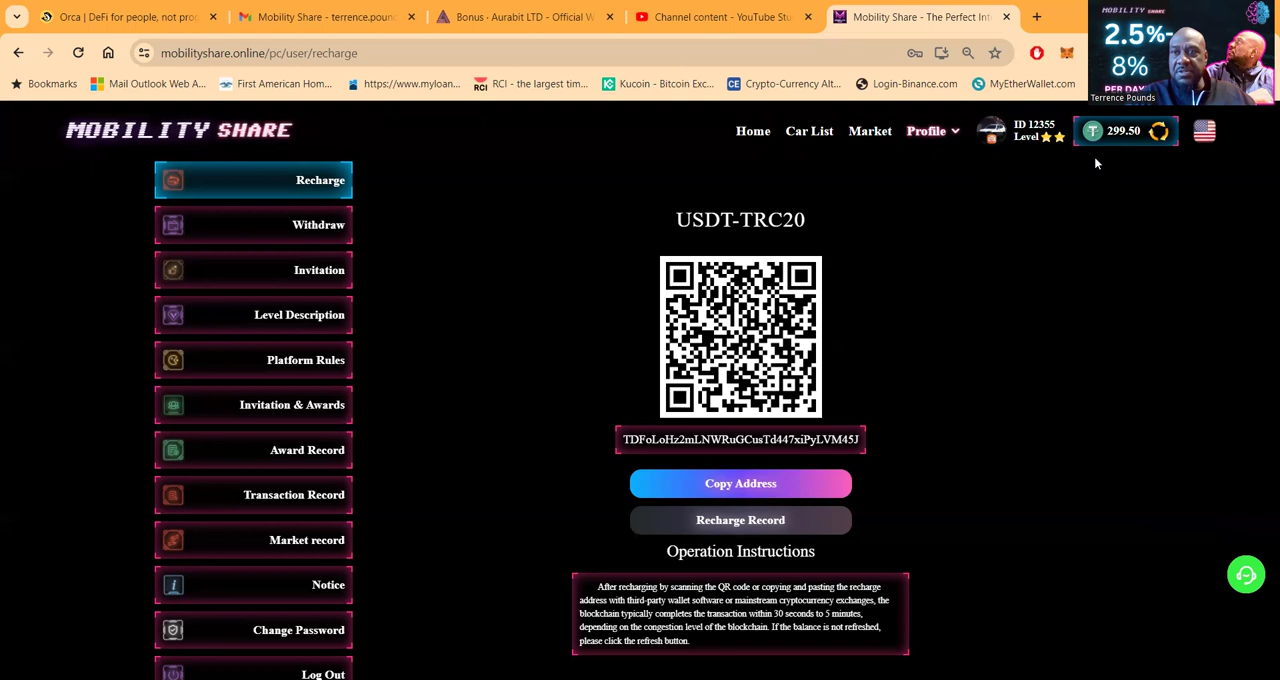 Orca | DeFi for people, not prog
Mobility Share - terrence.pound
Bonus · Aurabit LTD - Official W
Channel content - YouTube Stu
Mobility Share - The Perfect Int
mobilityshare.online/pc/user/recharge
Bookmarks
Mail Outlook Web A...
First American Hom...
https://www.myloan...
RCI - the largest tim...
Kucoin - Bitcoin Exc...
Crypto-Currency Alt...
Login-Binance.com
MyEtherWallet.com
MOBILITY SHARE
2.5%-
8%
PER DAY
Terrence Pounds
MOBILITY SHARE
Home
Car List
Market
Profile
ID 12355
Level
299.50
Recharge
Withdraw
Invitation
Level Description
Platform Rules
Invitation & Awards
Award Record
Transaction Record
Market record
Notice
Change Password
Log Out
USDT-TRC20
TDFoLoHz2mLNWRuGCusTd447xiPyLVM45J
Copy Address
Recharge Record
Operation Instructions
After recharging by scanning the QR code or copying and pasting the recharge
address with third-party wallet software or mainstream cryptocurrency exchanges, the
blockchain typically completes the transaction within 30 seconds to 5 minutes,
depending on the congestion level of the blockchain. If the balance is not refreshed,
please click the refresh button.